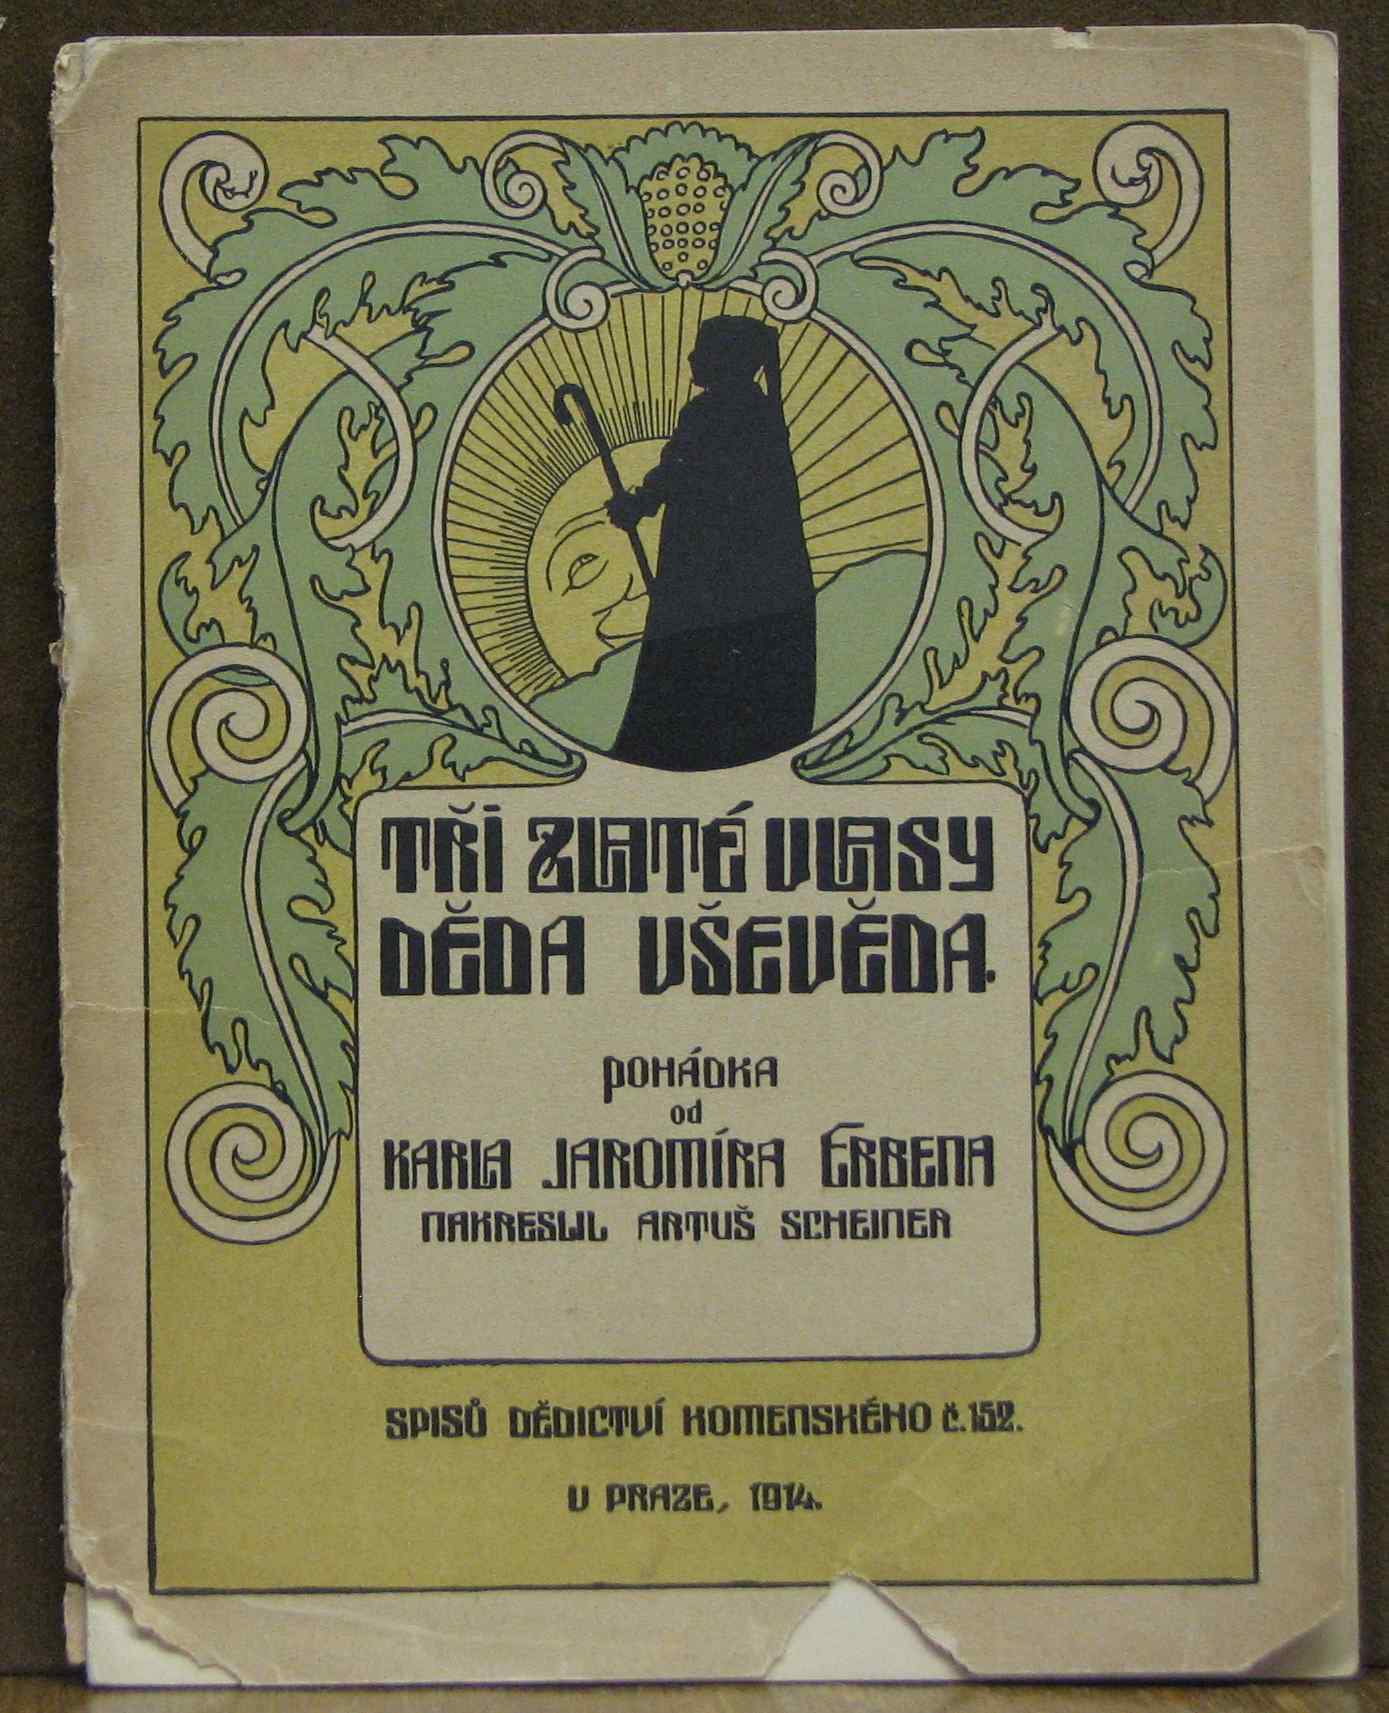 TŘI ZLATÉ VLASY
DĚDA VŠEVĚDA.
POHÁDKA
od
KARLA JAROMÍRA ERBENA
NAKRESLIL ARTUŠ SCHEINER
SPISŮ DĚDICTVÍ KOMENSKÉHO č. 152.
V PRAZE, 1914.